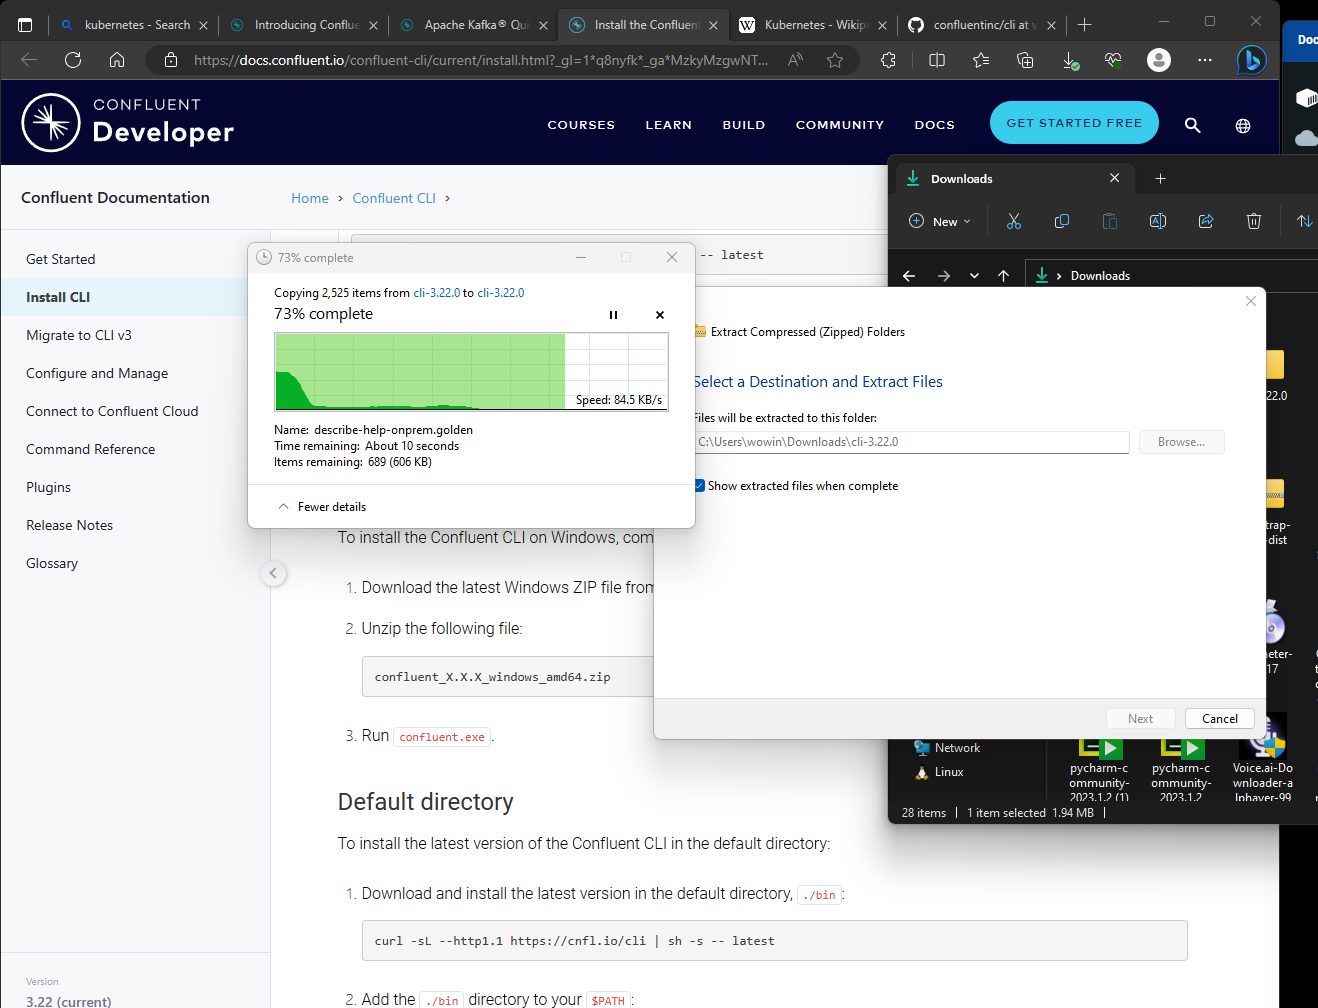 kubernetes - Search
Introducing Conflue
Apache Kafka® Qu
Install the Confluent
Kubernetes - Wikip
confluentinc/cli at v
https://docs.confluent.io/confluent-cli/current/install.html?_gl=1*q8nyfk*_ga*MzkyMzgwNT...
Doc
CONFLUENT
Developer
COURSES
LEARN
BUILD
COMMUNITY
DOCS
GET STARTED FREE
Confluent Documentation
Home › Confluent CLI ›
Get Started
Install CLI
Migrate to CLI v3
Configure and Manage
Connect to Confluent Cloud
Command Reference
Plugins
Release Notes
Glossary
Version
3.22 (current)
-- latest
73% complete
Copying 2,525 items from cli-3.22.0 to cli-3.22.0
73% complete
Speed: 84.5 KB/s
Name: describe-help-onprem.golden
Time remaining: About 10 seconds
Items remaining: 689 (606 KB)
Fewer details
To install the Confluent CLI on Windows, com
1. Download the latest Windows ZIP file from
2. Unzip the following file:
confluent_X.X.X_windows_amd64.zip
3. Run confluent.exe.
Default directory
To install the latest version of the Confluent CLI in the default directory:
1. Download and install the latest version in the default directory, ./bin:
curl -sL --http1.1 https://cnfl.io/cli | sh -s -- latest
2. Add the ./bin directory to your $PATH:
Downloads
New
Downloads
Extract Compressed (Zipped) Folders
Select a Destination and Extract Files
Files will be extracted to this folder:
C:\Users\wowin\Downloads\cli-3.22.0
Browse...
Show extracted files when complete
Next
Cancel
22.0
trap-
-dist
neter-
17
Network
Linux
pycharm-c
ommunity-
2023.1.2 (1)
pycharm-c
ommunity-
2023.1.2
Voice.ai-Do
wnloader-a
lphaver-99
28 items
1 item selected 1.94 MB